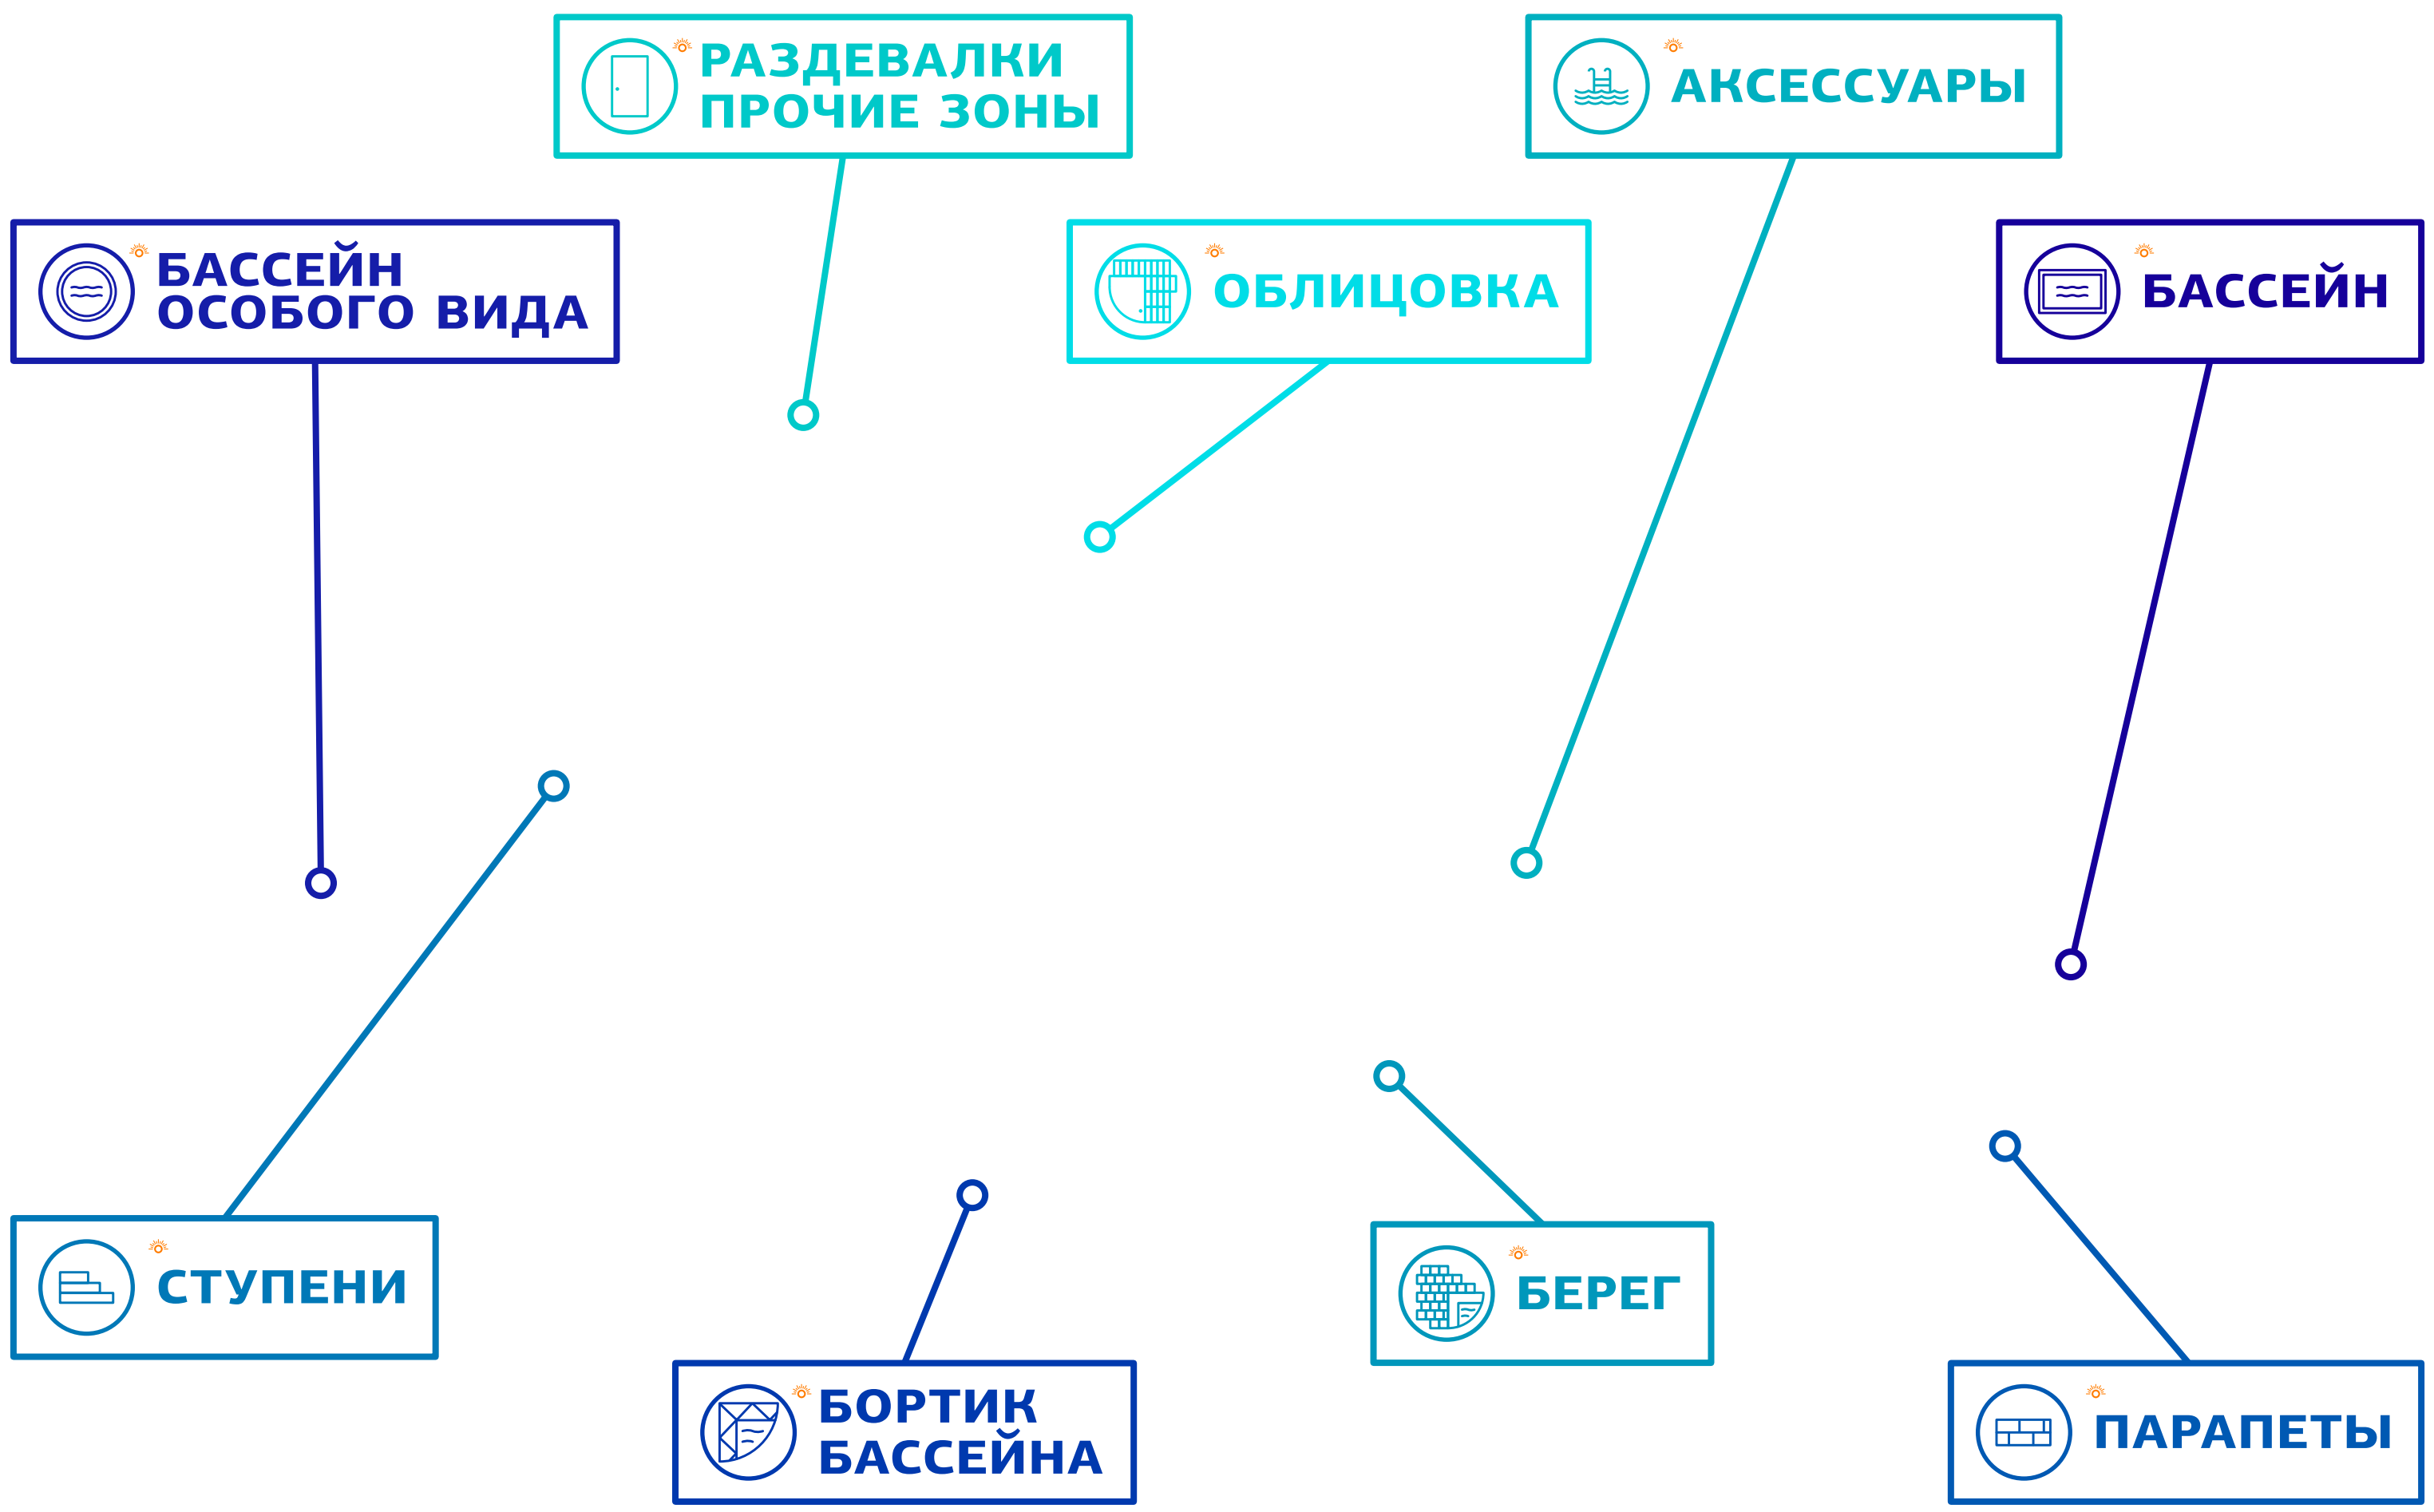 РАЗДЕВАЛКИ
ПРОЧИЕ ЗОНЫ
АКСЕССУАРЫ
БАССЕЙН
ОСОБОГО ВИДА
ОБЛИЦОВКА
БАССЕЙН
СТУПЕНИ
БЕРЕГ
БОРТИК
БАССЕЙНА
ПАРАПЕТЫ